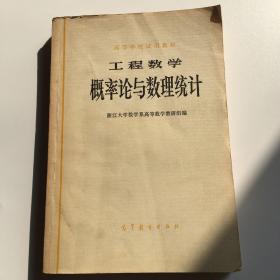 高等学校试用教材
工程数学
概率论与数理统计
浙江大学数学系高等数学教研组编
高等教育出版社